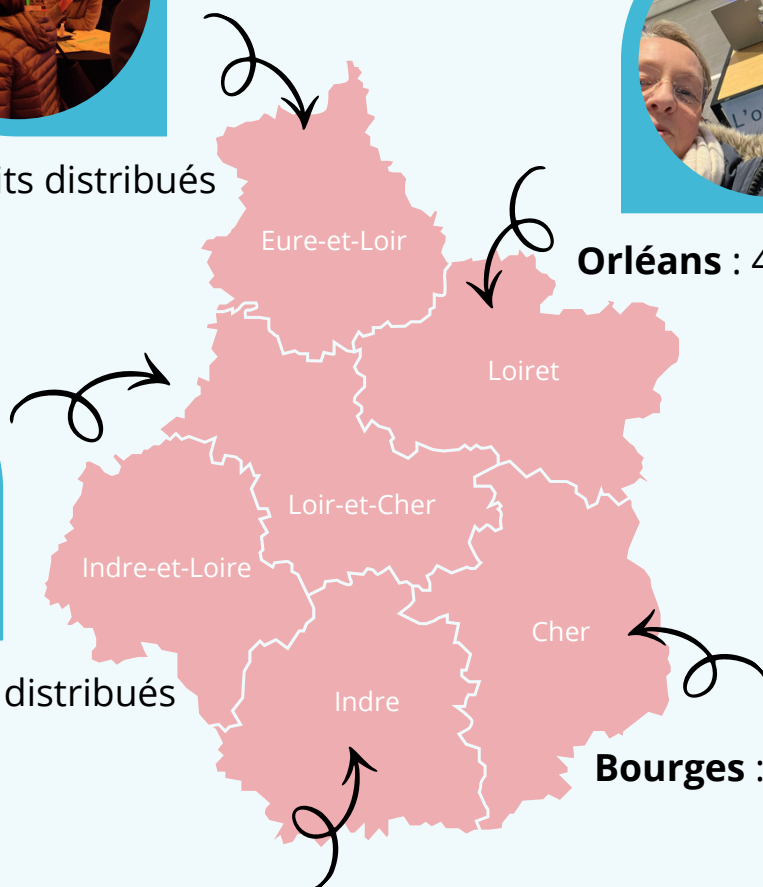 L'o
its distribués
Eure-et-Loir
Orléans : 4
Loiret
Loir-et-Cher
Indre-et-Loire
Cher
distribués
Indre
Bourges :